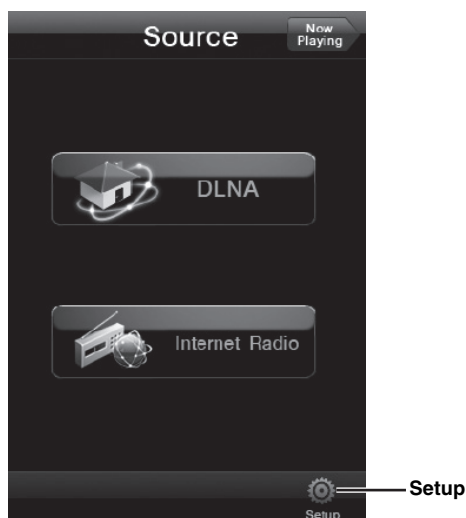 Source
Now
Playing
DLNA
Internet Radio
Setup
Setup